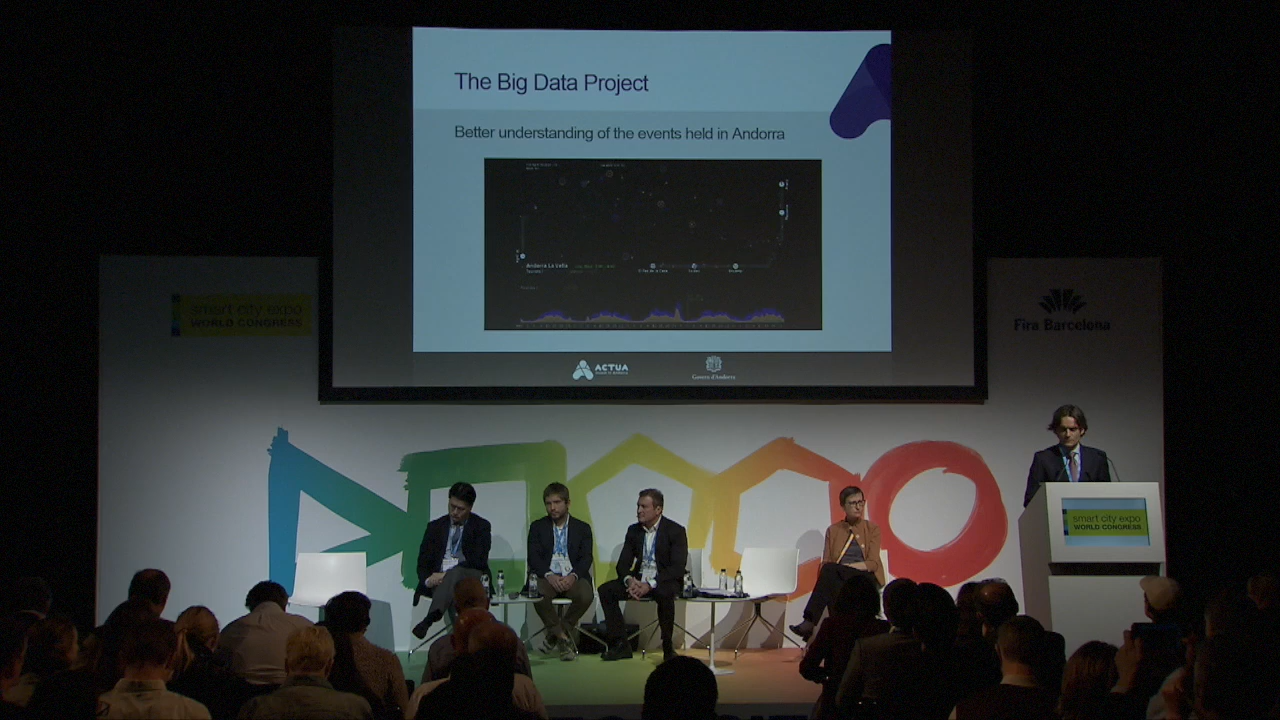 The Big Data Project
Better understanding of the events held in Andorra
Andorra La Vella
ACTUA
Govern d'Andorra
smart city expo
WORLD CONGRESS
Fira Barcelona
smart city expo
WORLD CONGRESS